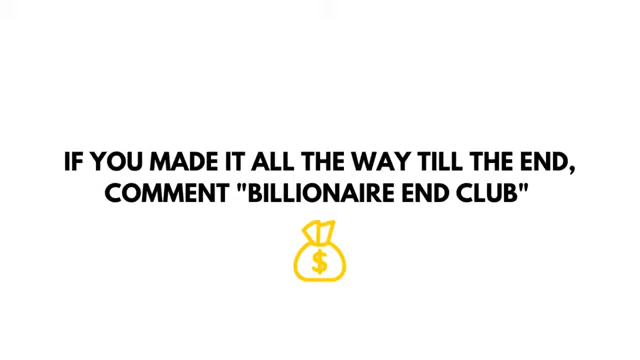 IF YOU MADE IT ALL THE WAY TILL THE END,
COMMENT "BILLIONAIRE END CLUB"
$